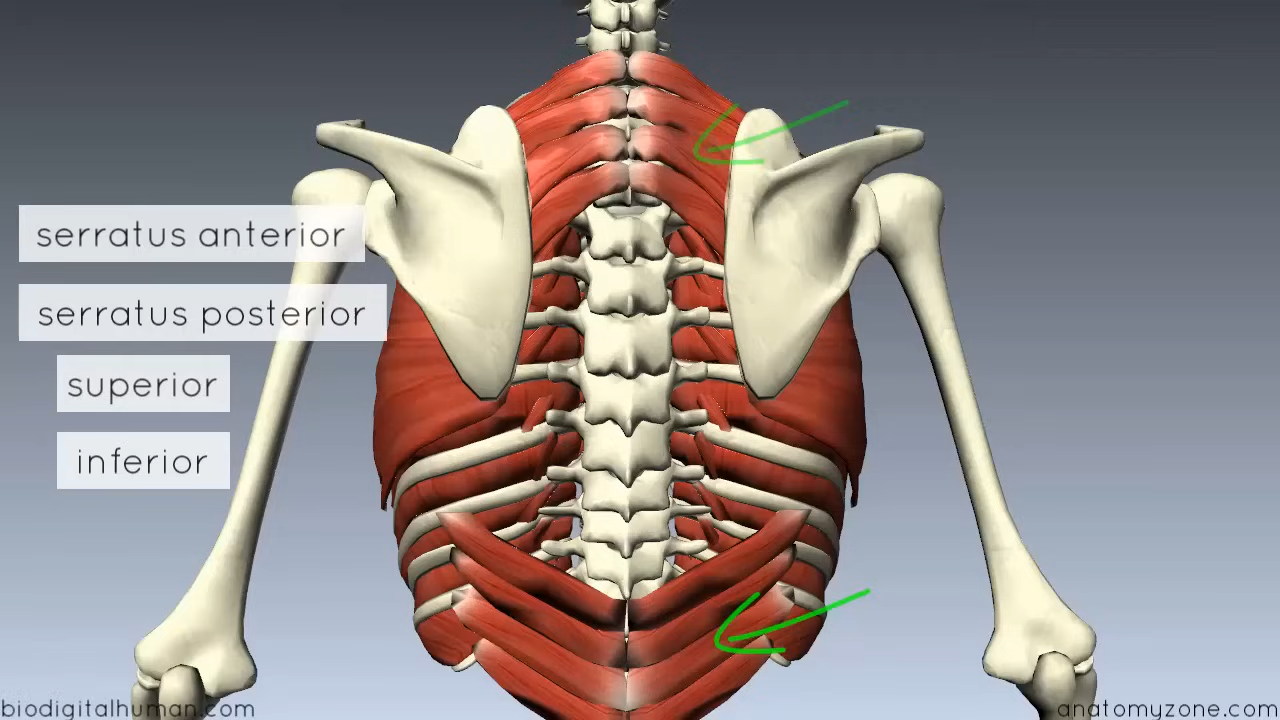 serratus anterior
serratus posterior
superior
inferior
biodigitalhuman.com
anatomyzone.com